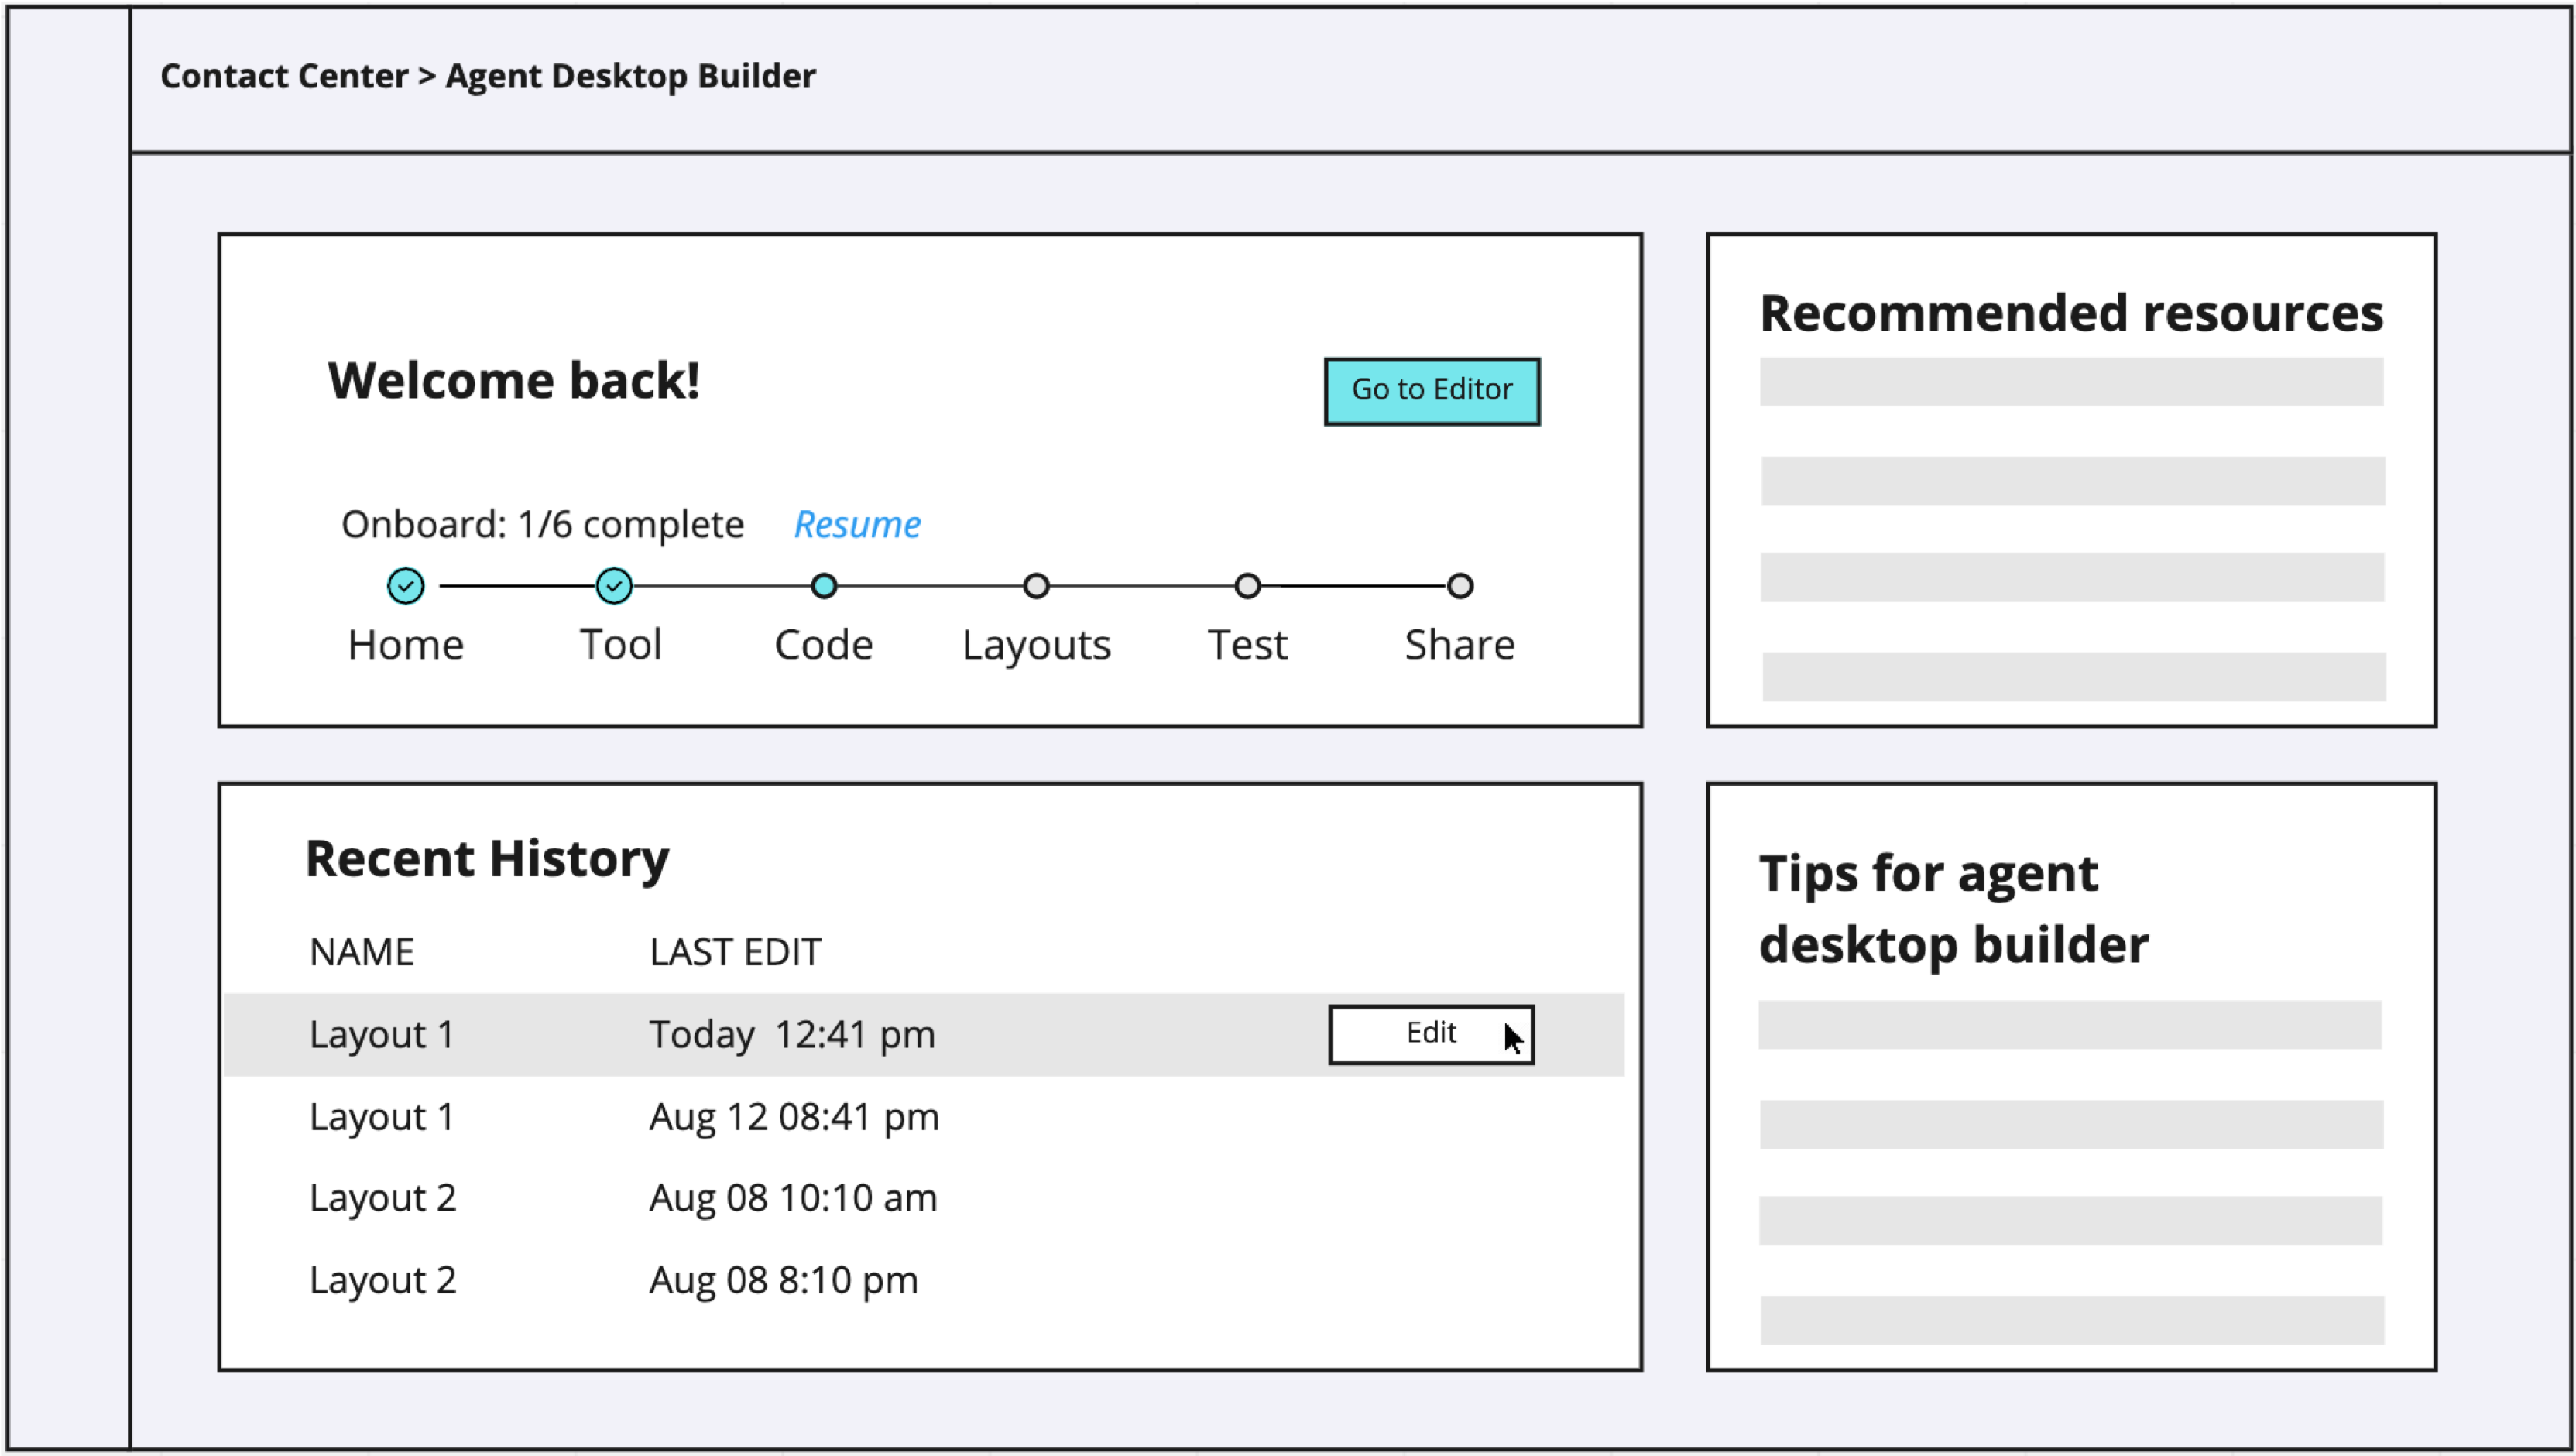 Contact Center > Agent Desktop Builder
Welcome back!
Go to Editor
Onboard: 1/6 complete Resume
Home Tool Code Layouts Test Share
Recommended resources
Recent History
NAME LAST EDIT
Layout 1 Today 12:41 pm Edit
Layout 1 Aug 12 08:41 pm
Layout 2 Aug 08 10:10 am
Layout 2 Aug 08 8:10 pm
Tips for agent
desktop builder